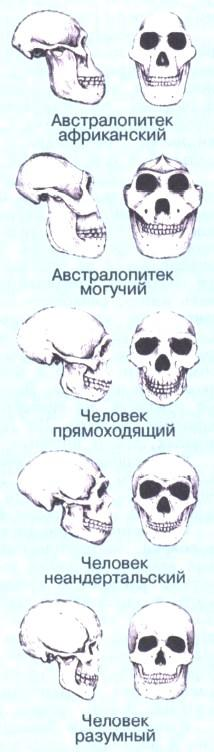 Австралопитек
африканский
Австралопитек
могучий
Человек
прямоходящий
Человек
неандертальский
Человек
разумный